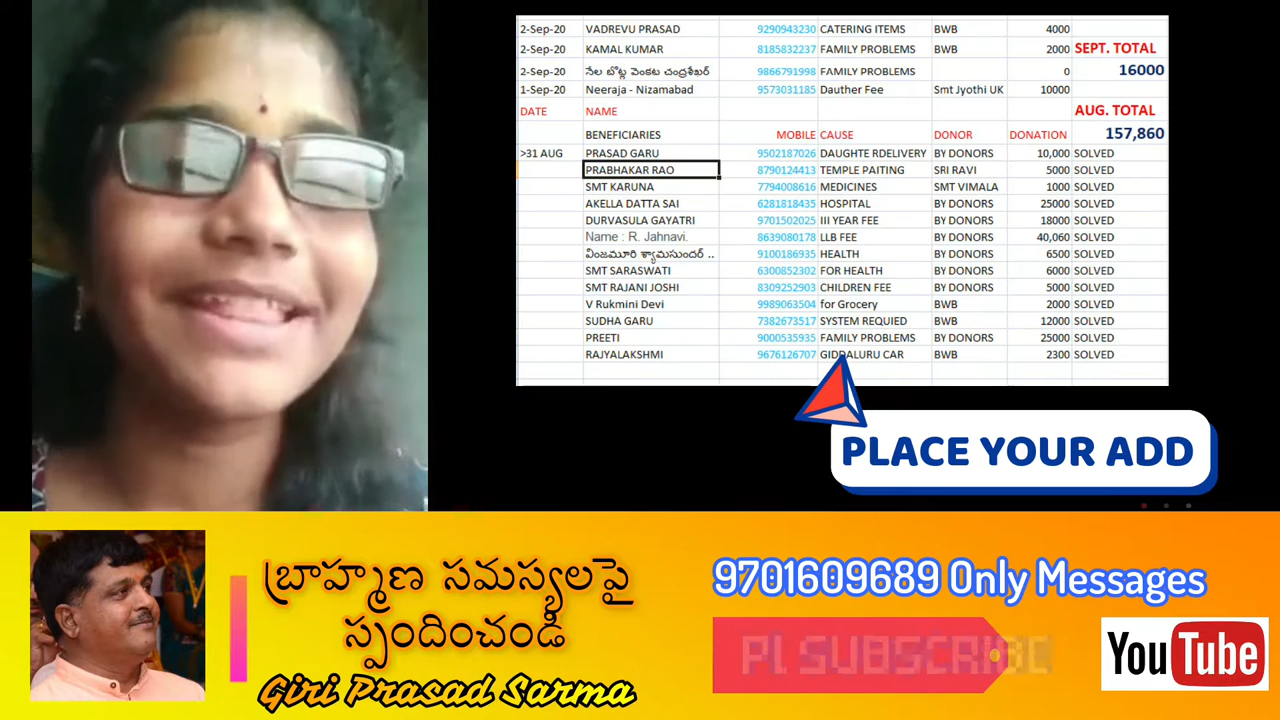 2-Sep-20 VADREVU PRASAD 9290943230 CATERING ITEMS BWB 4000
2-Sep-20 KAMAL KUMAR 8185832237 FAMILY PROBLEMS BWB 2000 SEPT. TOTAL
2-Sep-20 నేల బొట్ల వెంకట చంద్రశేఖర్ 9866791998 FAMILY PROBLEMS 0 16000
1-Sep-20 Neeraja - Nizamabad 9573031185 Dauther Fee Smt Jyothi UK 10000
DATE NAME AUG. TOTAL
BENEFICIARIES MOBILE CAUSE DONOR DONATION 157,860
>31 AUG PRASAD GARU 9502187026 DAUGHTE RDELIVERY BY DONORS 10,000 SOLVED
PRABHAKAR RAO 8790124413 TEMPLE PAITING SRI RAVI 5000 SOLVED
SMT KARUNA 7794008616 MEDICINES SMT VIMALA 1000 SOLVED
AKELLA DATTA SAI 6281818435 HOSPITAL BY DONORS 25000 SOLVED
DURVASULA GAYATRI 9701502025 III YEAR FEE BY DONORS 18000 SOLVED
Name : R. Jahnavi. 8639080178 LLB FEE BY DONORS 40,060 SOLVED
వింజమూరి శ్యామసుందర్ .. 9100186935 HEALTH BY DONORS 6500 SOLVED
SMT SARASWATI 6300852302 FOR HEALTH BY DONORS 6000 SOLVED
SMT RAJANI JOSHI 8309252903 CHILDREN FEE BY DONORS 5000 SOLVED
V Rukmini Devi 9989063504 for Grocery BWB 2000 SOLVED
SUDHA GARU 7382673517 SYSTEM REQUIED BWB 12000 SOLVED
PREETI 9000535935 FAMILY PROBLEMS BY DONORS 25000 SOLVED
RAJYALAKSHMI 9676126707 GIDDALURU CAR BWB 2300 SOLVED
PLACE YOUR ADD
బ్రాహ్మణ సమస్యలపై
స్పందించండి
Giri Prasad Sarma
9701609689 Only Messages
Pl SUBSCRIBE
YouTube